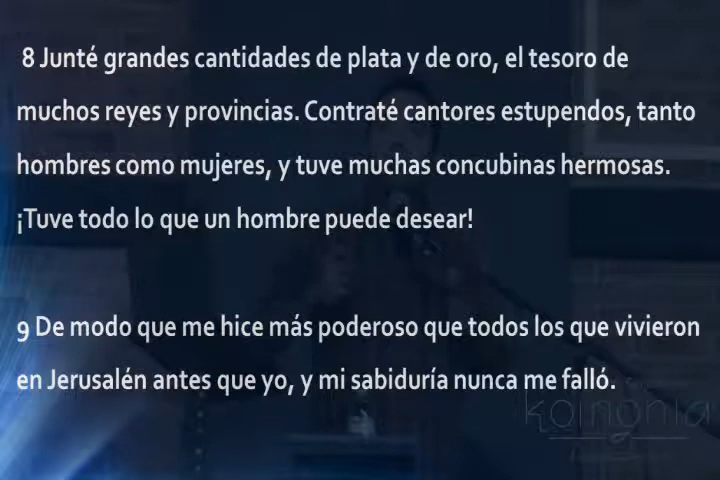 8 Junté grandes cantidades de plata y de oro, el tesoro de
muchos reyes y provincias. Contraté cantores estupendos, tanto
hombres como mujeres, y tuve muchas concubinas hermosas.
¡Tuve todo lo que un hombre puede desear!
9 De modo que me hice más poderoso que todos los que vivieron
en Jerusalén antes que yo, y mi sabiduría nunca me falló.
koinonia